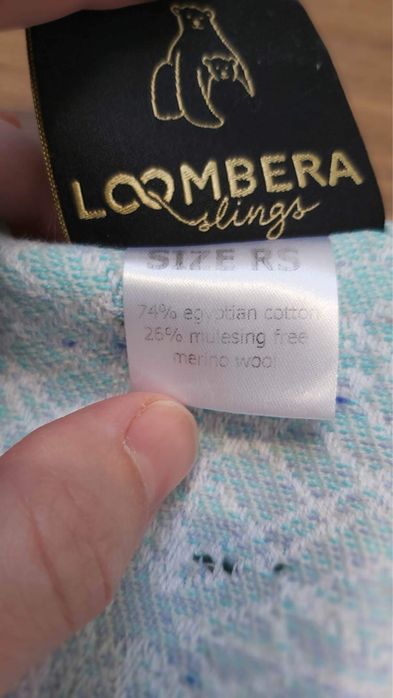 LOOMBERA
slings
SIZE RS
74% egyptian cotton
26% mulesing free
merino wool